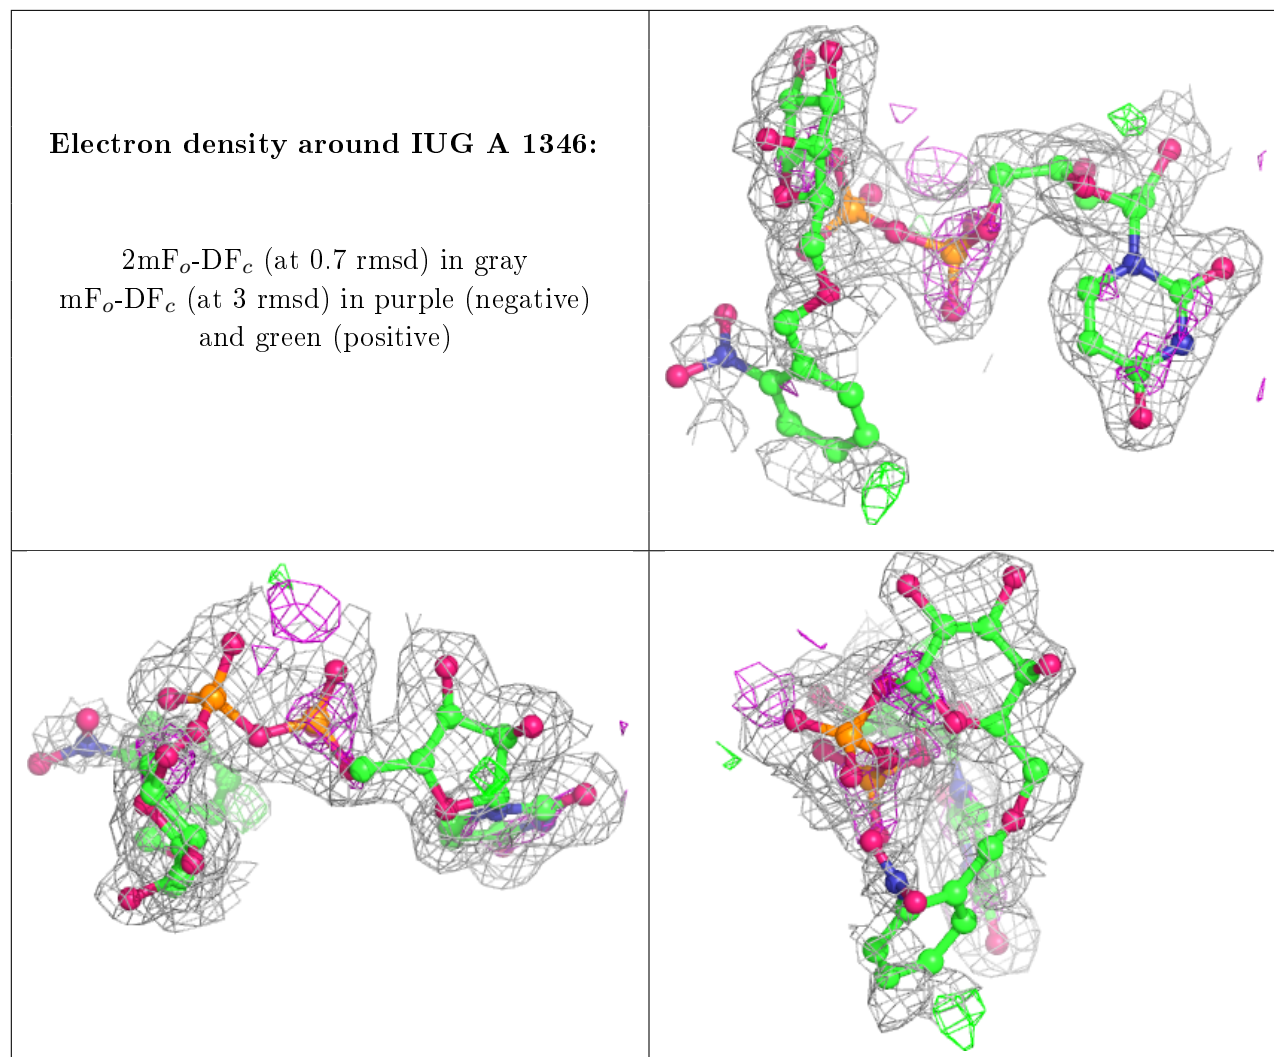 Electron density around IUG A 1346:
2mFo-DFc (at 0.7 rmsd) in gray
mFo-DFc (at 3 rmsd) in purple (negative)
and green (positive)